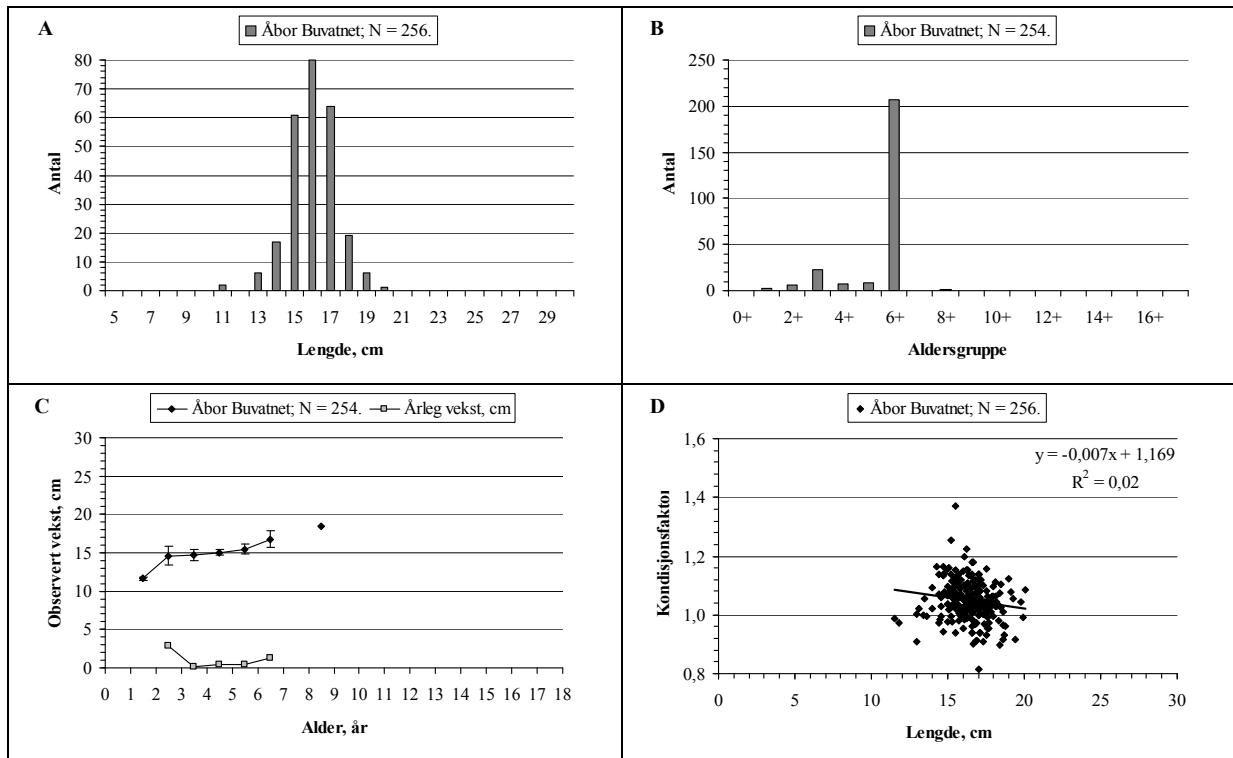 A
Åbor Buvatnet; N = 256.
Antal
80
70
60
50
40
30
20
10
0
5 7 9 11 13 15 17 19 21 23 25 27 29
Lengde, cm
B
Åbor Buvatnet; N = 254.
Antal
250
200
150
100
50
0
0+ 2+ 4+ 6+ 8+ 10+ 12+ 14+ 16+
Aldersgruppe
C
Åbor Buvatnet; N = 254. Årleg vekst, cm
Observert vekst, cm
30
25
20
15
10
5
0
0 1 2 3 4 5 6 7 8 9 10 11 12 13 14 15 16 17 18
Alder, år
D
Åbor Buvatnet; N = 256.
y = -0,007x + 1,169
R² = 0,02
Kondisjonsfaktor
1,6
1,4
1,2
1,0
0,8
0 5 10 15 20 25 30
Lengde, cm